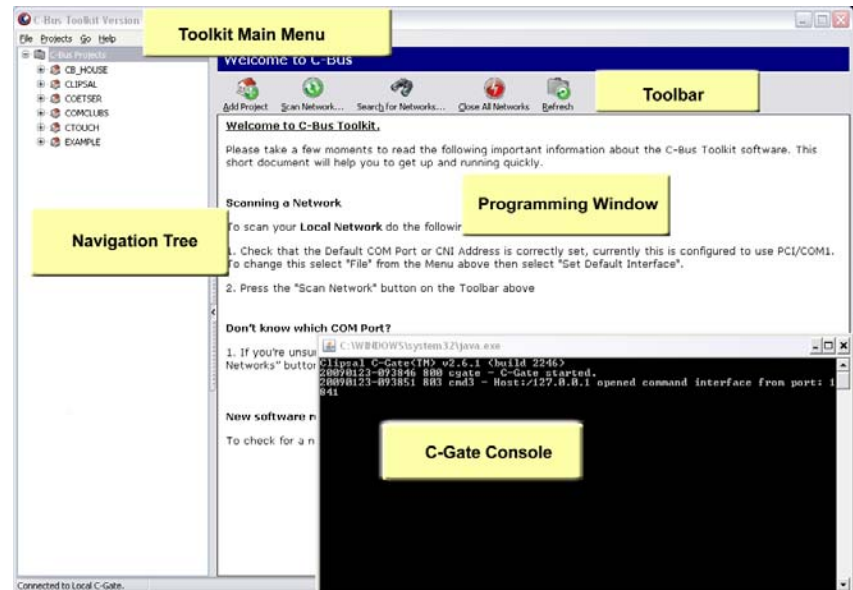 C-Bus Toolkit Version
Toolkit Main Menu
File Projects Go Help
C-Bus Projects
CB_HOUSE
CLIPSAL
COETSER
COMCLUBS
CTOUCH
EXAMPLE
Navigation Tree
Welcome to C-Bus
Add Project Scan Network... Search for Networks... Close All Networks Refresh
Toolbar
Welcome to C-Bus Toolkit.
Please take a few moments to read the following important information about the C-Bus Toolkit software. This
short document will help you to get up and running quickly.
Scanning a Network
Programming Window
To scan your Local Network do the follow
1. Check that the Default COM Port or CNI Address is correctly set, currently this is configured to use PCI/COM1.
To change this select "File" from the Menu above then select "Set Default Interface".
2. Press the "Scan Network" button on the Toolbar above
Don't know which COM Port?
1. If you're unsu
Networks" button
New software r
To check for a n
C:\WINDOWS\system32\java.exe
Clipsal C-Gate(TM) v2.6.1 (build 2246)
20090123-093846 800 cgate - C-Gate started.
20090123-093851 803 cmd3 - Host:/127.0.0.1 opened command interface from port: 1
841
C-Gate Console
Connected to Local C-Gate.